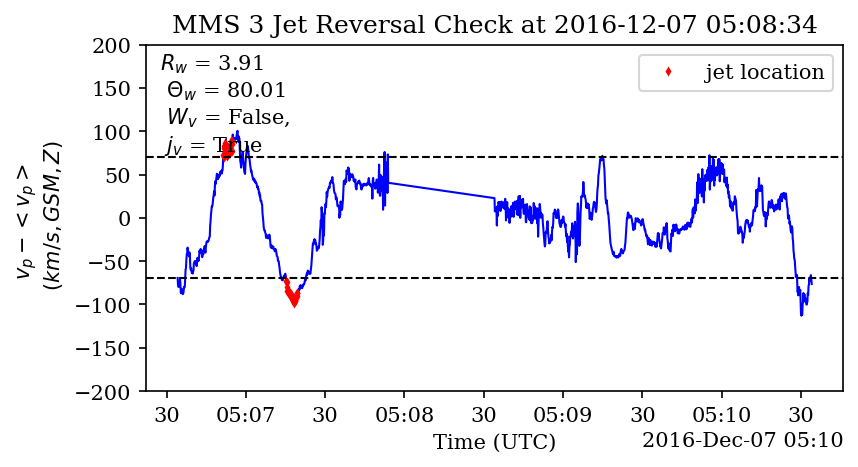 MMS 3 Jet Reversal Check at 2016-12-07 05:08:34
R_w = 3.91
Θ_w = 80.01
W_v = False,
j_v = True
jet location
v_p − < v_p >
(km/s, GSM, Z)
200
150
100
50
0
−50
−100
−150
−200
30 05:07 30 05:08 30 05:09 30 05:10 30
Time (UTC)
2016-Dec-07 05:10